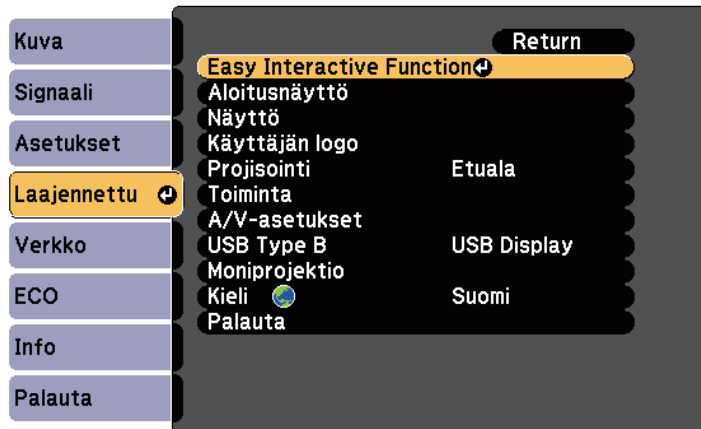 Kuva
Signaali
Asetukset
Laajennettu
Verkko
ECO
Info
Palauta
Return
Easy Interactive Function
Aloitusnäyttö
Näyttö
Käyttäjän logo
Projisointi Etuala
Toiminta
A/V-asetukset
USB Type B USB Display
Moniprojektio
Kieli Suomi
Palauta